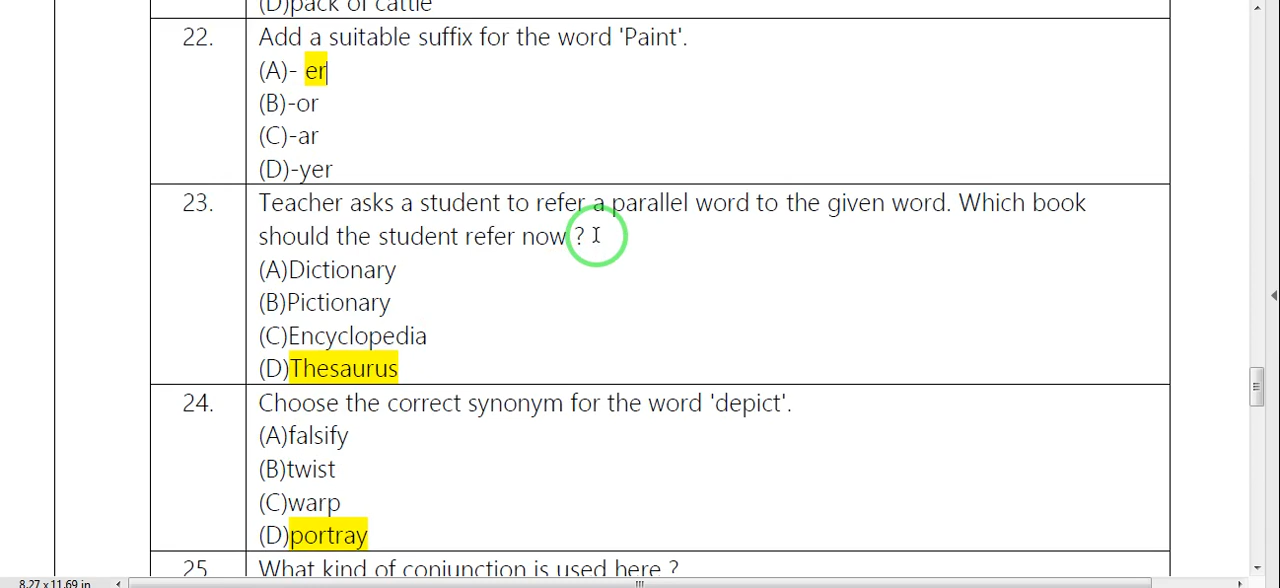 (D)pack of cattle
22. Add a suitable suffix for the word 'Paint'.
(A)- er
(B)-or
(C)-ar
(D)-yer
23. Teacher asks a student to refer a parallel word to the given word. Which book
should the student refer now ?
(A)Dictionary
(B)Pictionary
(C)Encyclopedia
(D)Thesaurus
24. Choose the correct synonym for the word 'depict'.
(A)falsify
(B)twist
(C)warp
(D)portray
25 What kind of conjunction is used here ?
8.27 x 11.69 in